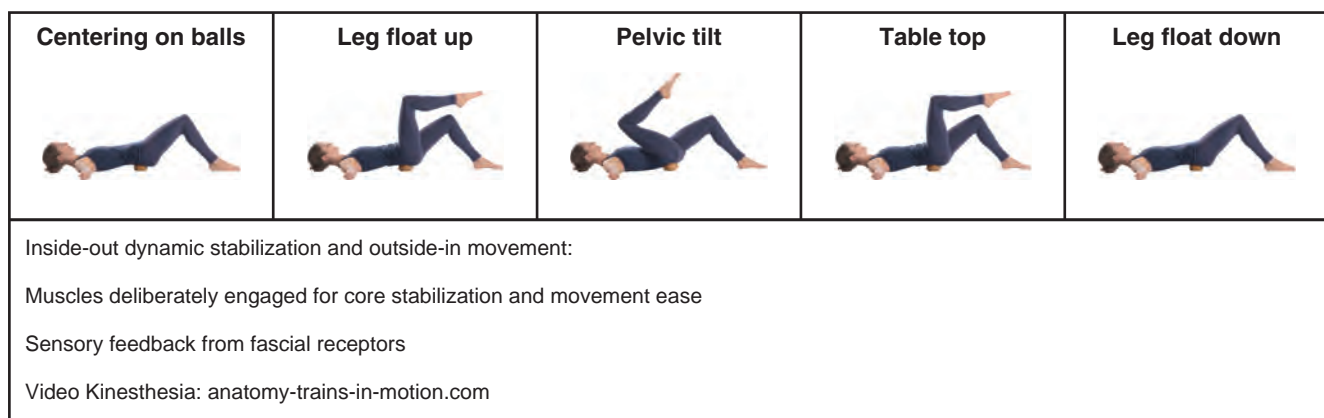 Centering on balls
Leg float up
Pelvic tilt
Table top
Leg float down
Inside-out dynamic stabilization and outside-in movement:
Muscles deliberately engaged for core stabilization and movement ease
Sensory feedback from fascial receptors
Video Kinesthesia: anatomy-trains-in-motion.com